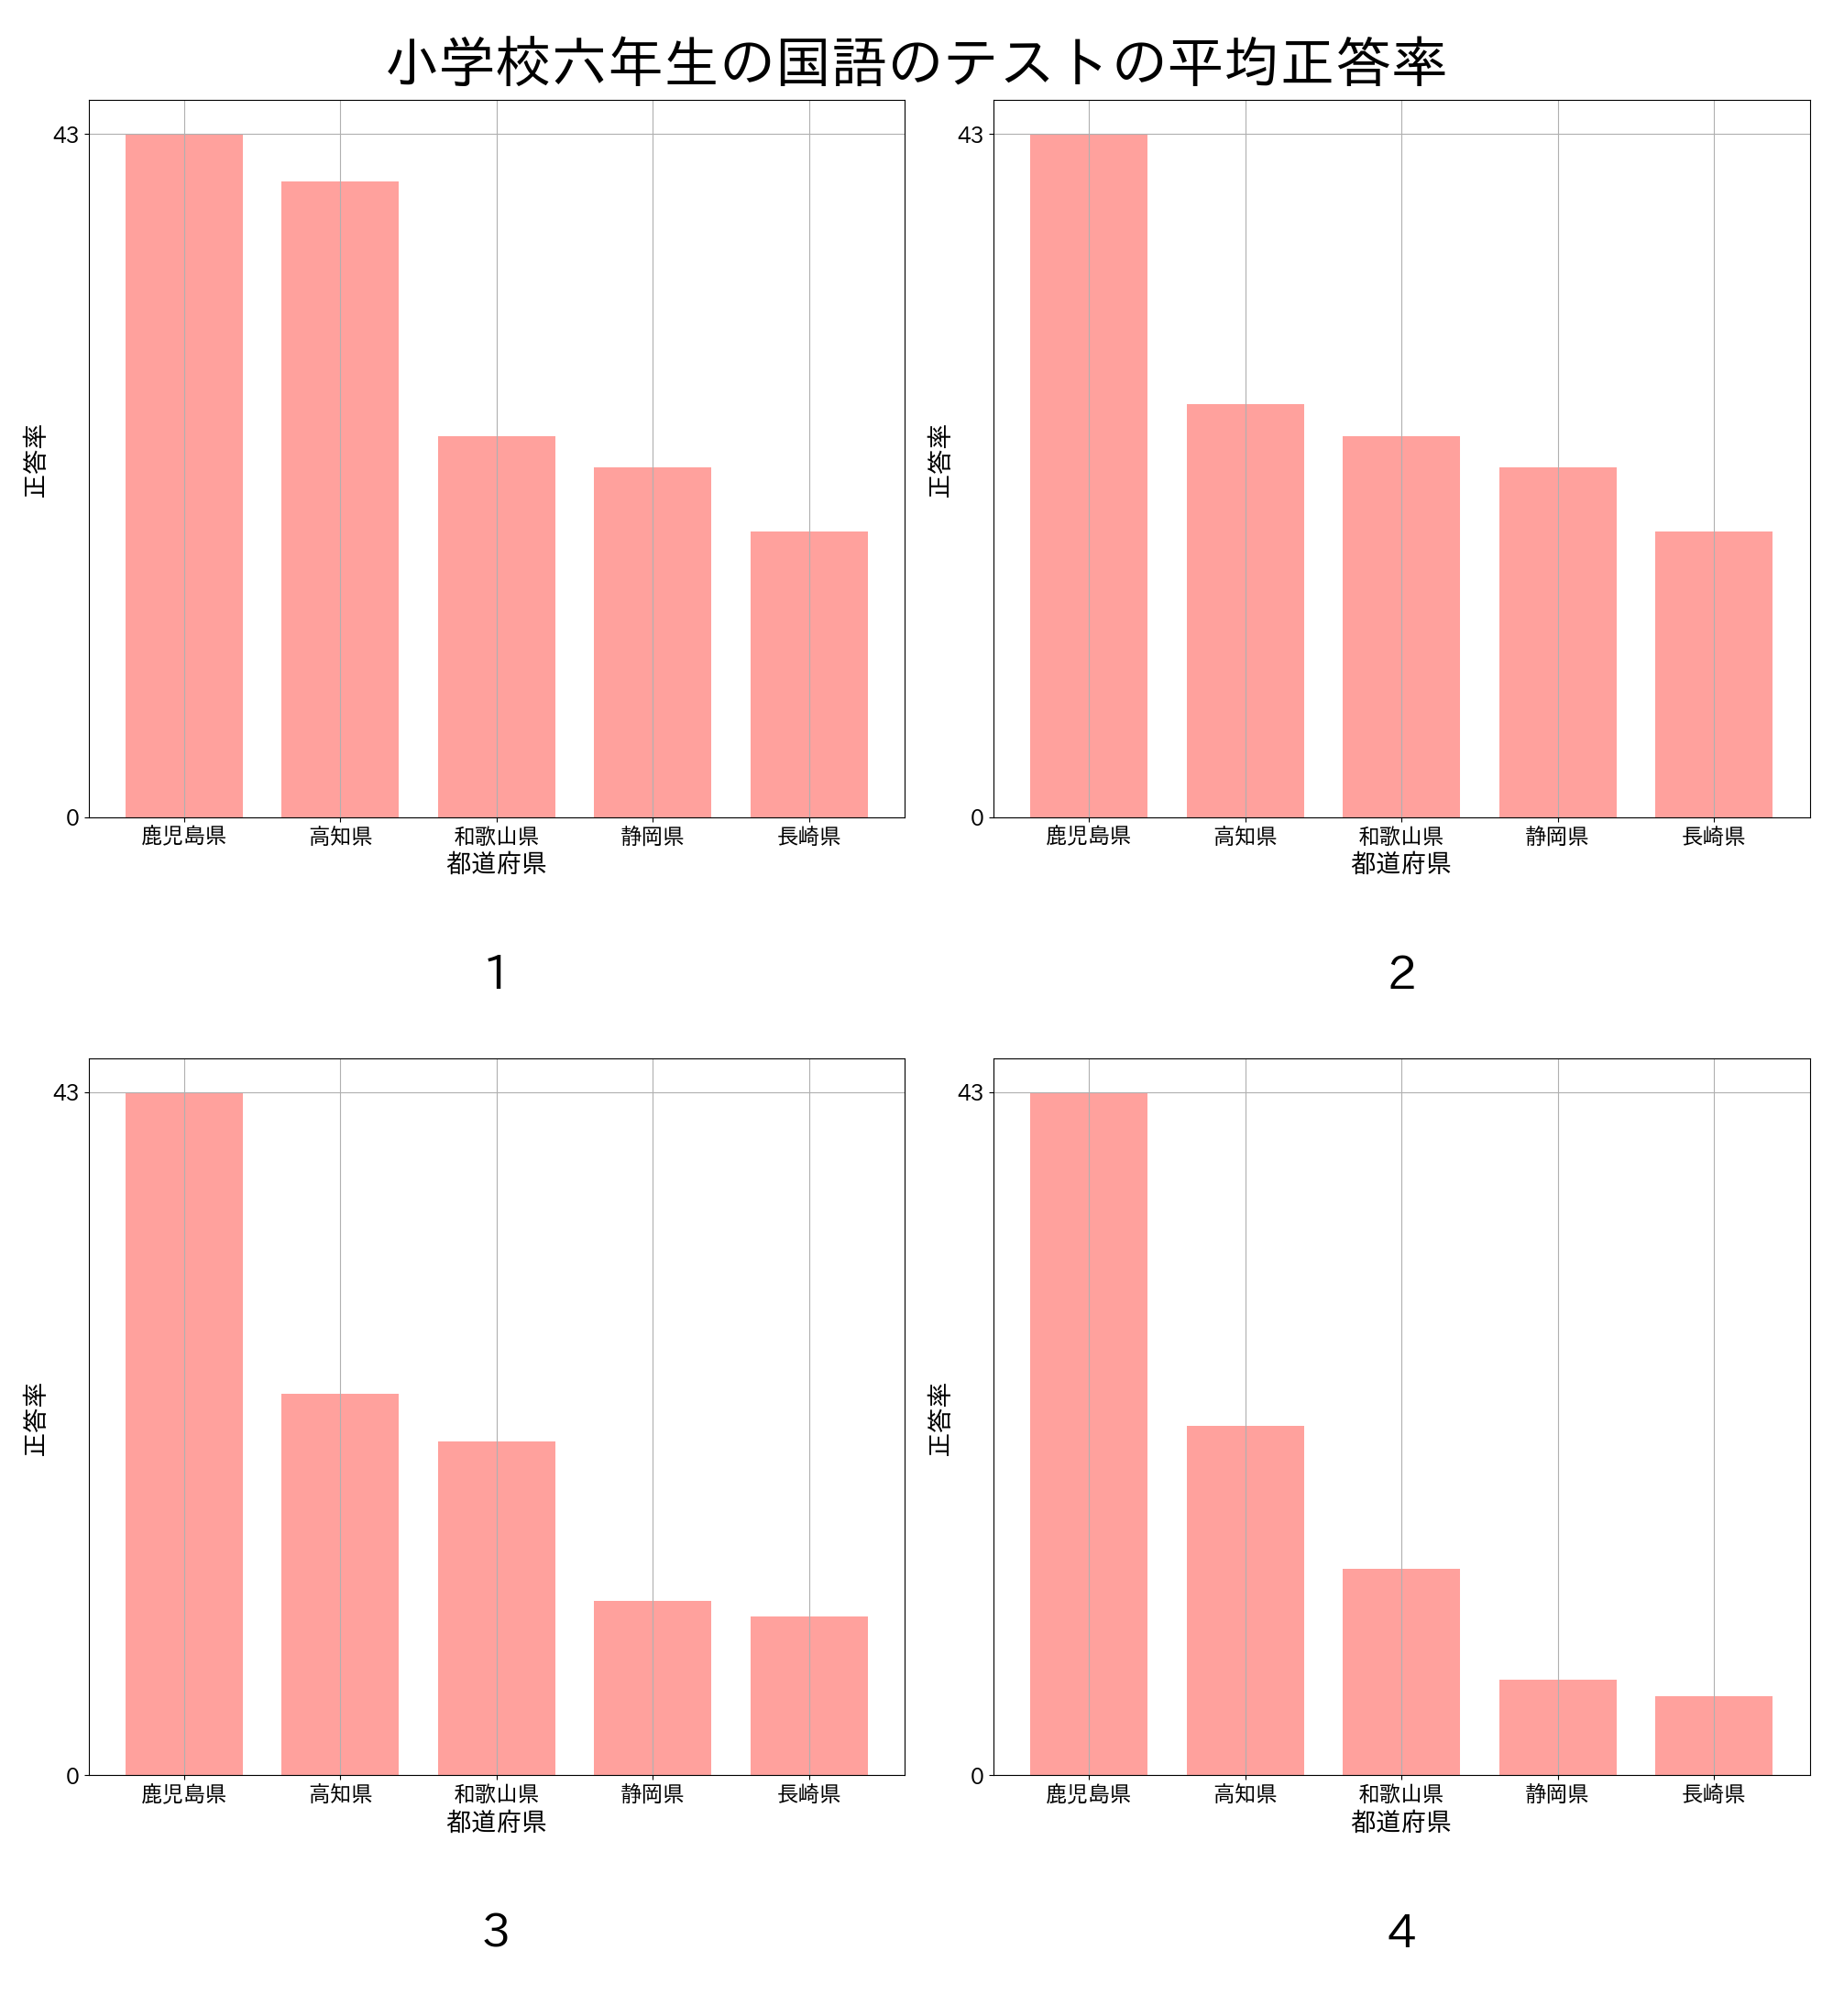 小学校六年生の国語のテストの平均正答率
43
正答率
0
鹿児島県 高知県 和歌山県 静岡県 長崎県
都道府県
1
43
正答率
0
鹿児島県 高知県 和歌山県 静岡県 長崎県
都道府県
2
43
正答率
0
鹿児島県 高知県 和歌山県 静岡県 長崎県
都道府県
3
43
正答率
0
鹿児島県 高知県 和歌山県 静岡県 長崎県
都道府県
4